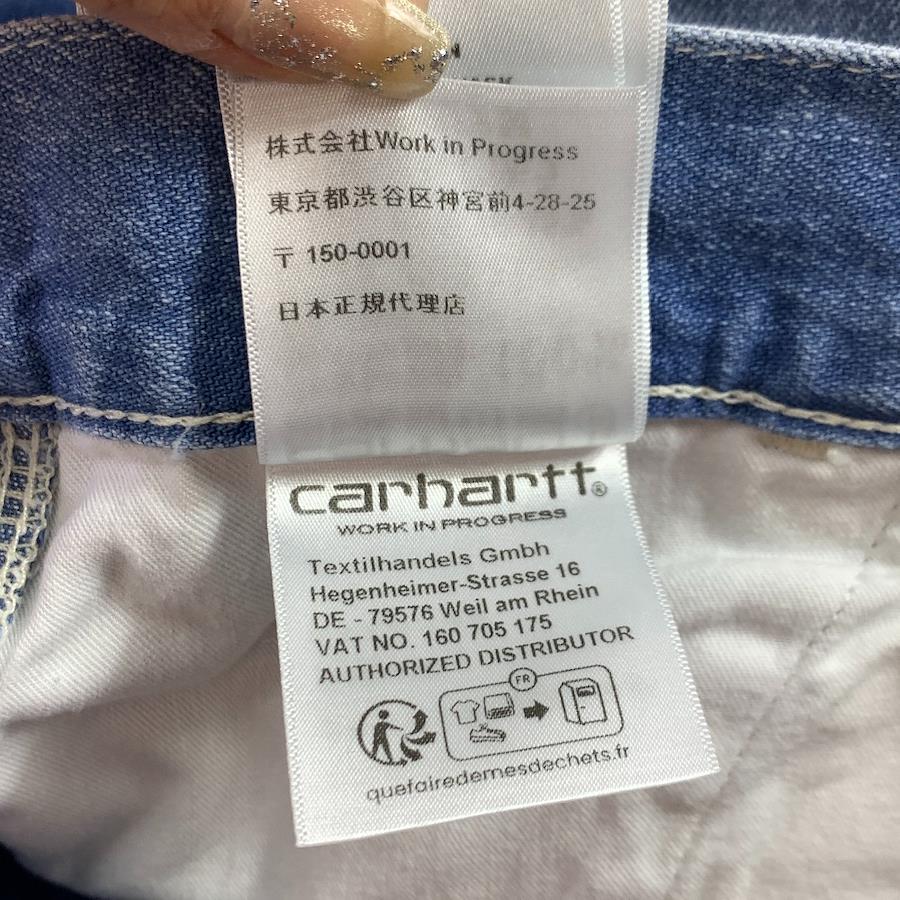 株式会社Work in Progress
東京都渋谷区神宮前4-28-25
〒 150-0001
日本正規代理店
carhartt®
WORK IN PROGRESS
Textilhandels Gmbh
Hegenheimer-Strasse 16
DE - 79576 Weil am Rhein
VAT NO. 160 705 175
AUTHORIZED DISTRIBUTOR
FR
quefairedemesdechets.fr